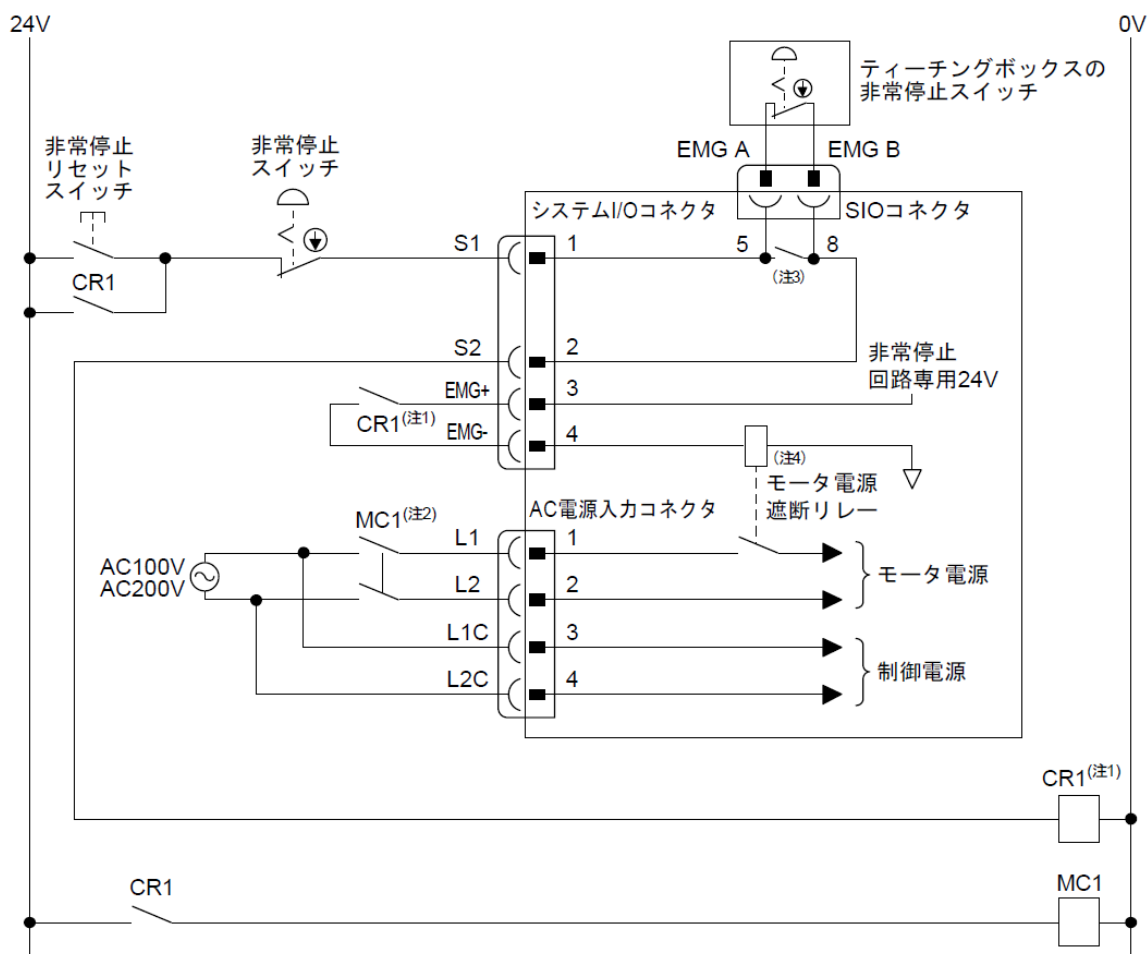 24V
0V
ティーチングボックスの
非常停止スイッチ
非常停止
リセット
スイッチ
非常停止
スイッチ
EMG A
EMG B
システムI/Oコネクタ
SIOコネクタ
S1
1
5
8
(注3)
CR1
S2
2
非常停止
回路専用24V
EMG+
3
CR1(注1)
EMG-
4
(注4)
モータ電源
遮断リレー
AC電源入力コネクタ
MC1(注2)
L1
1
AC100V
AC200V
モータ電源
L2
2
L1C
3
制御電源
L2C
4
CR1(注1)
CR1
MC1